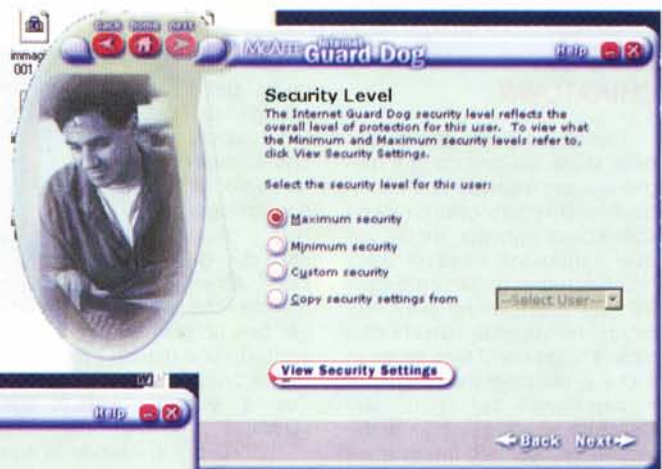 back home next
immag
001
McAFEE Internet Guard Dog
Help
Security Level
The Internet Guard Dog security level reflects the
overall level of protection for this user. To view what
the Minimum and Maximum security levels refer to,
click View Security Settings.
Select the security level for this user:
Maximum security
Minimum security
Custom security
Copy security settings from
--Select User--
View Security Settings
Help
Back Next